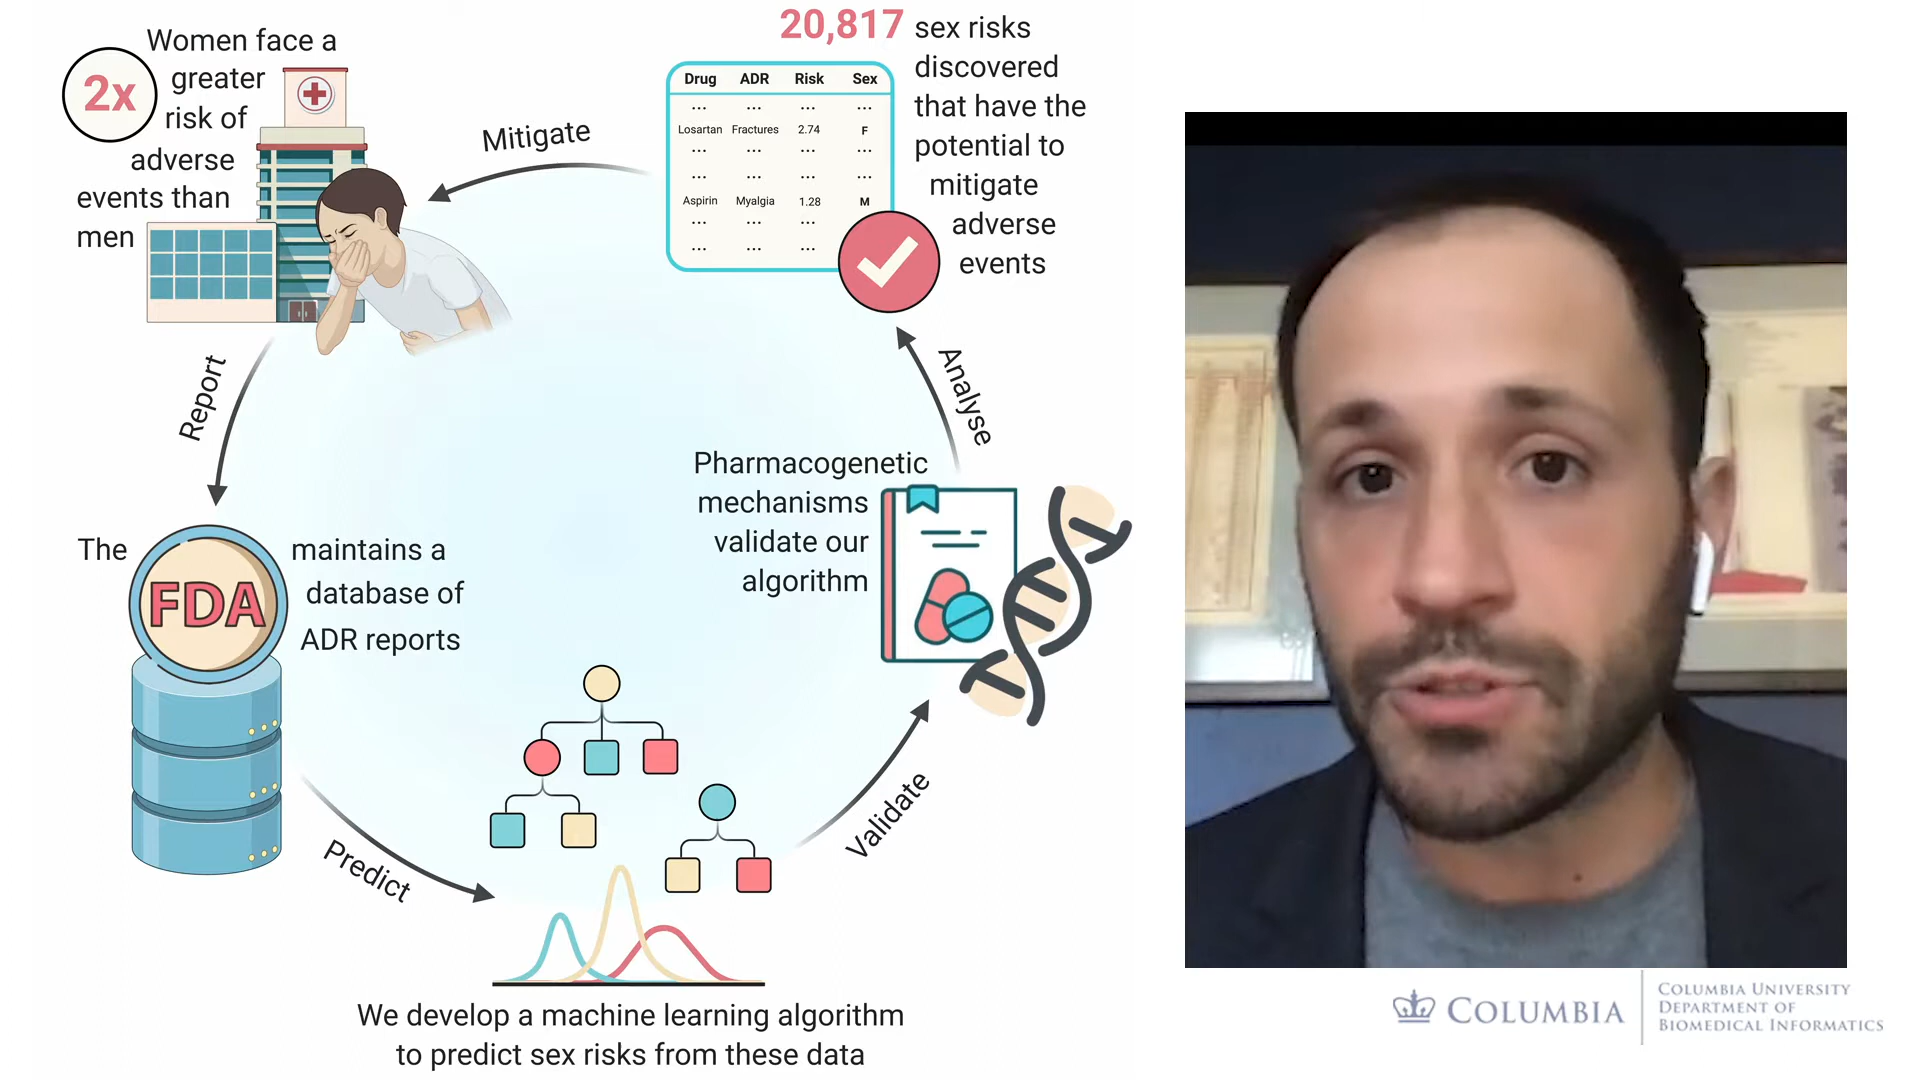 Women face a
2x
greater
risk of
adverse
events than
men
Mitigate
20,817 sex risks
discovered
that have the
potential to
mitigate
adverse
events
Drug ADR Risk Sex
... ... ... ...
Losartan Fractures 2.74 F
... ... ... ...
... ... ... ...
Aspirin Myalgia 1.28 M
... ... ...
... ... ...
Report
Analyse
Pharmacogenetic
mechanisms
validate our
algorithm
The FDA maintains a
database of
ADR reports
Predict
Validate
We develop a machine learning algorithm
to predict sex risks from these data
COLUMBIA
COLUMBIA UNIVERSITY
DEPARTMENT OF
BIOMEDICAL INFORMATICS